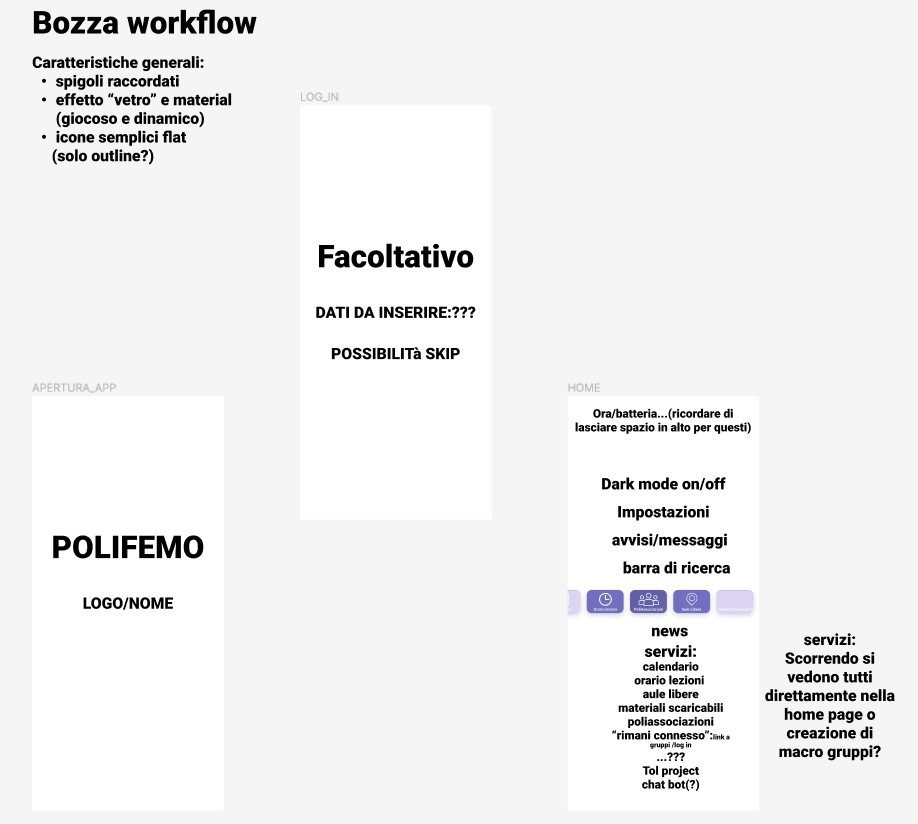 Bozza workflow
Caratteristiche generali:
• spigoli raccordati
• effetto “vetro” e material
(giocoso e dinamico)
• icone semplici flat
(solo outline?)
LOG_IN
Facoltativo
DATI DA INSERIRE:???
POSSIBILITà SKIP
APERTURA_APP
POLIFEMO
LOGO/NOME
HOME
Ora/batteria...(ricordare di
lasciare spazio in alto per questi)
Dark mode on/off
Impostazioni
avvisi/messaggi
barra di ricerca
Orario lezioni
Aule Libere
news
servizi:
calendario
orario lezioni
aule libere
materiali scaricabili
poliassociazioni
“rimani connesso”:link a
gruppi /log in
...???
Tol project
chat bot(?)
servizi:
Scorrendo si
vedono tutti
direttamente nella
home page o
creazione di
macro gruppi?